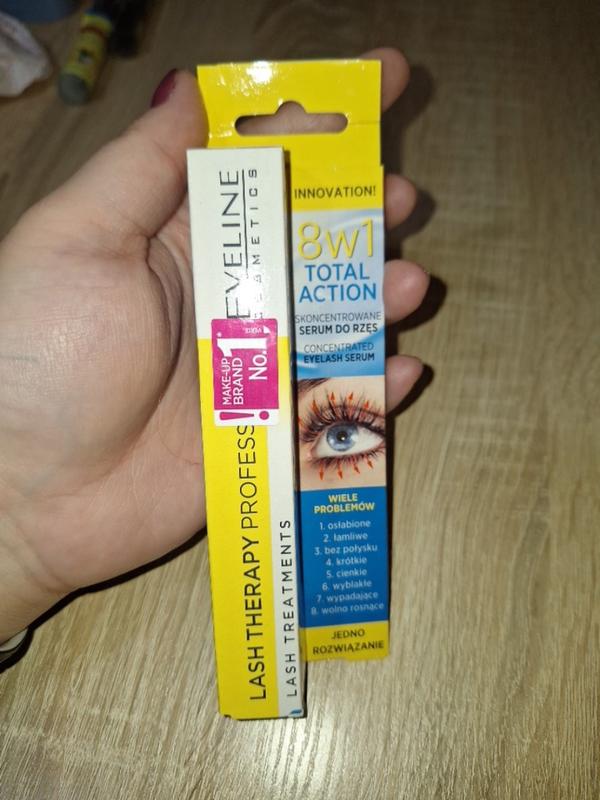 EVELINE
COSMETICS
MAKE-UP
BRAND
No.1
LASH THERAPY PROFESS
LASH TREATMENTS
INNOVATION!
8w1
TOTAL
ACTION
SKONCENTROWANE
SERUM DO RZĘS
CONCENTRATED
EYELASH SERUM
WIELE
PROBLEMÓW
1. osłabione
2. łamliwe
3. bez połysku
4. krótkie
5. cienkie
6. wyblakłe
7. wypadające
8. wolno rosnące
JEDNO
ROZWIĄZANIE